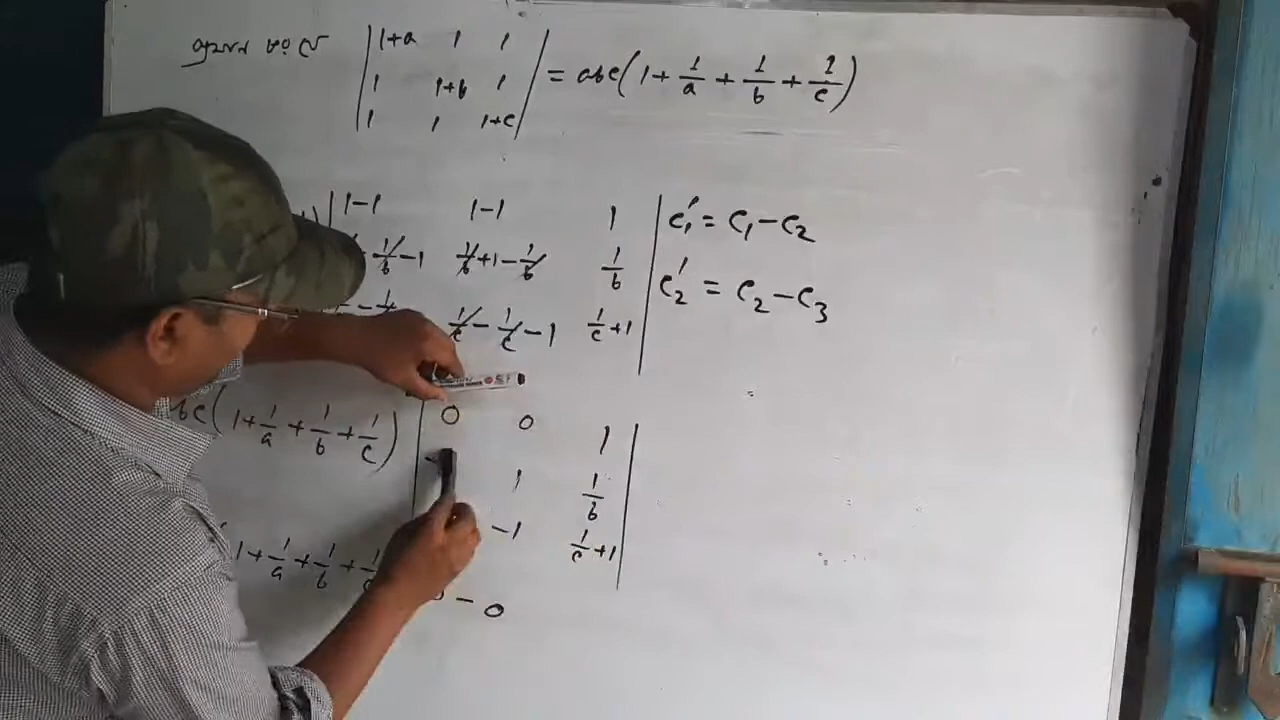 প্রমান কর যে |1+a 1 1| = abc(1 + 1/a + 1/b + 1/c)
|1 1+b 1|
|1 1 1+c|
|1-1 1-1 1| c₁' = c₁ - c₂
1/b - 1 1/b + 1 - 1/b 1/b
1/c - 1/c - 1 1/c + 1| c₂' = c₂ - c₃
bc(1 + 1/a + 1/b + 1/c) |0 0 1|
1 1/b
-1 1/c + 1|
1 + 1/a + 1/b + 1/c
- 0